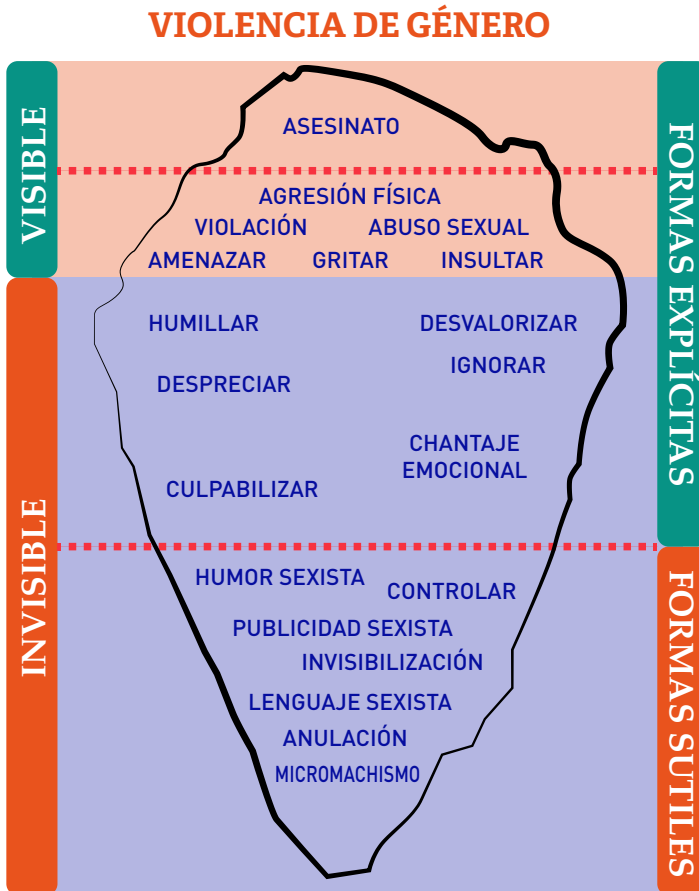 VIOLENCIA DE GÉNERO
VISIBLE
FORMAS EXPLÍCITAS
ASESINATO
AGRESIÓN FÍSICA
VIOLACIÓN ABUSO SEXUAL
AMENAZAR GRITAR INSULTAR
INVISIBLE
HUMILLAR DESVALORIZAR
IGNORAR
DESPRECIAR
CHANTAJE
EMOCIONAL
CULPABILIZAR
FORMAS SUTILES
HUMOR SEXISTA
CONTROLAR
PUBLICIDAD SEXISTA
INVISIBILIZACIÓN
LENGUAJE SEXISTA
ANULACIÓN
MICROMACHISMO